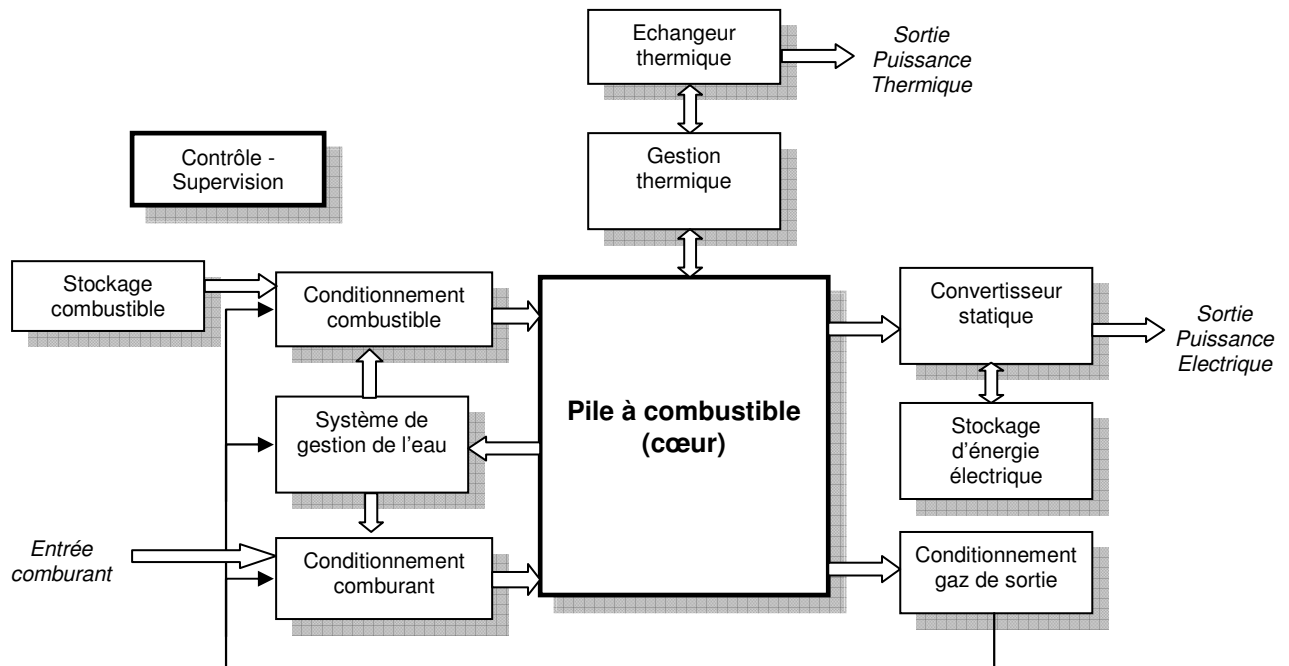 Echangeur
thermique
Sortie
Puissance
Thermique
Contrôle -
Supervision
Gestion
thermique
Stockage
combustible
Conditionnement
combustible
Convertisseur
statique
Sortie
Puissance
Electrique
Système de
gestion de l'eau
Pile à combustible
(cœur)
Stockage
d'énergie
électrique
Entrée
comburant
Conditionnement
comburant
Conditionnement
gaz de sortie